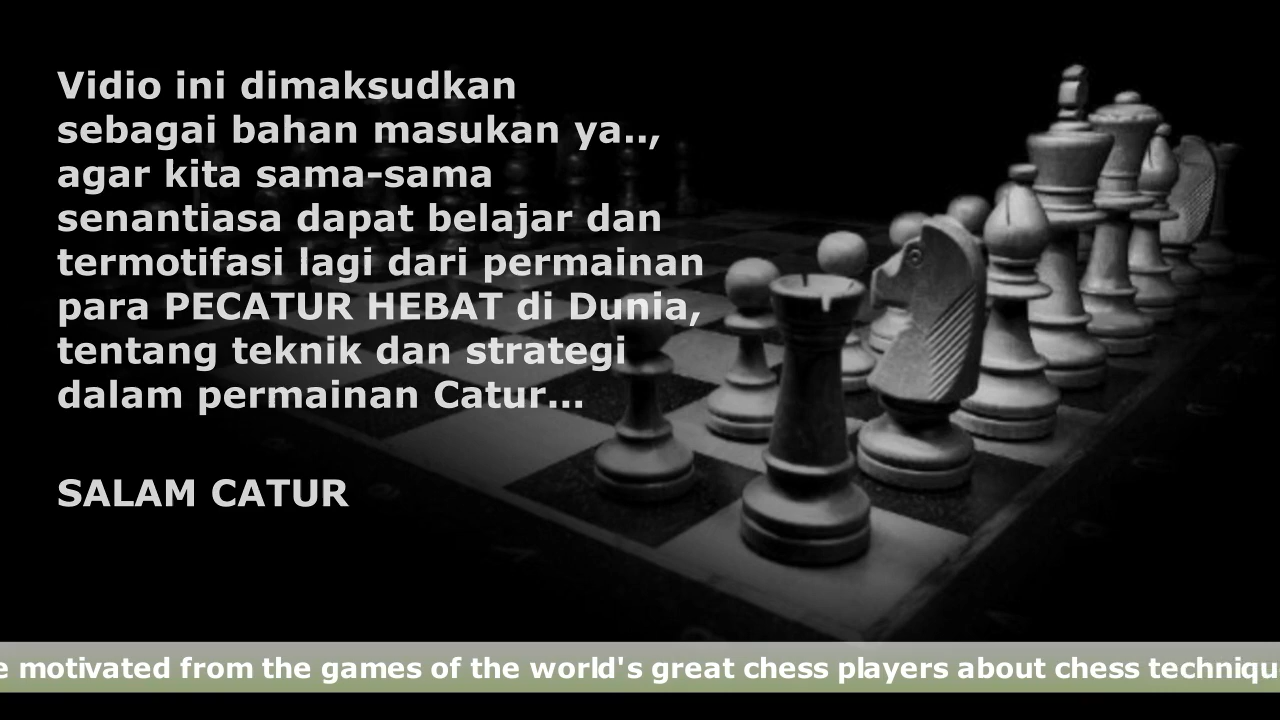 Vidio ini dimaksudkan
sebagai bahan masukan ya..,
agar kita sama-sama
senantiasa dapat belajar dan
termotifasi lagi dari permainan
para PECATUR HEBAT di Dunia,
tentang teknik dan strategi
dalam permainan Catur...
SALAM CATUR
motivated from the games of the world's great chess players about chess